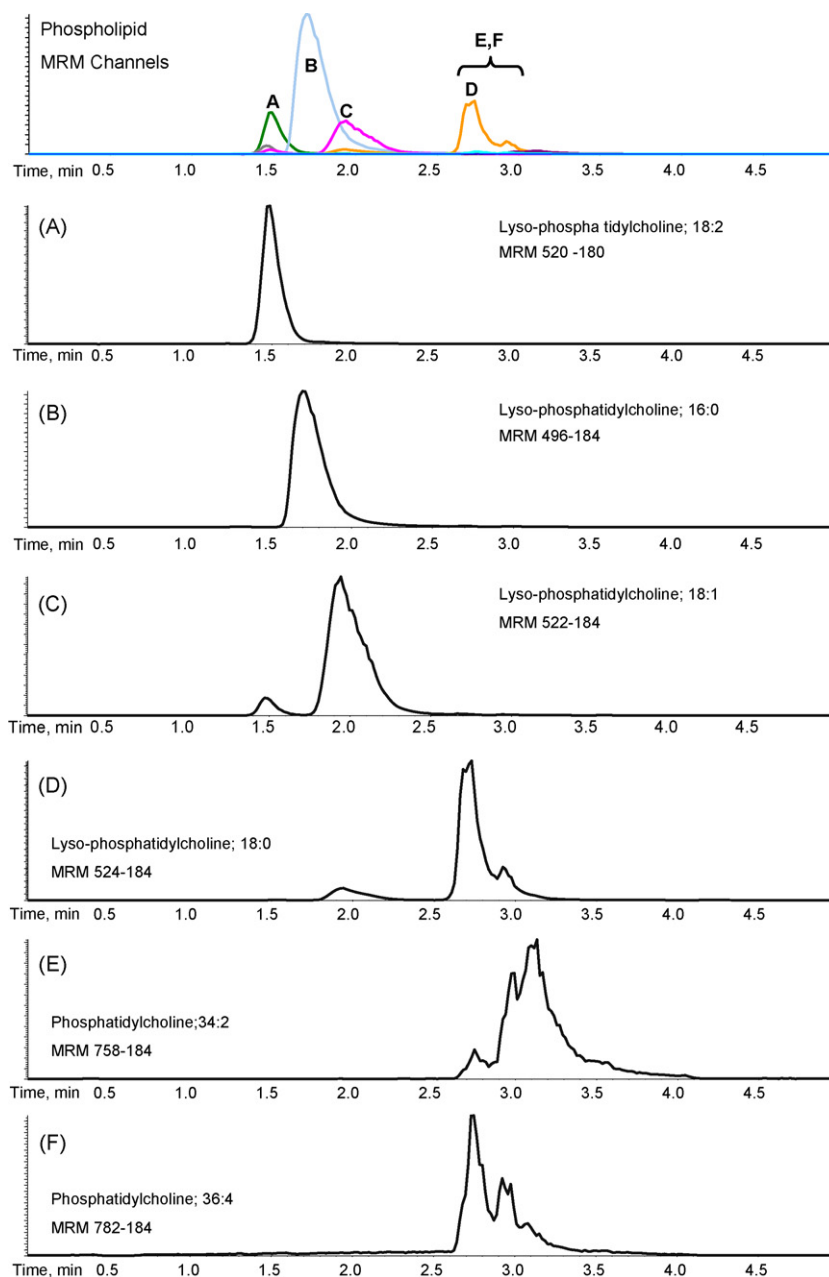 Phospholipid
MRM Channels
A
B
C
E,F
D
Time, min 0.5 1.0 1.5 2.0 2.5 3.0 3.5 4.0 4.5
(A)
Lyso-phospha tidylcholine; 18:2
MRM 520 -180
Time, min 0.5 1.0 1.5 2.0 2.5 3.0 3.5 4.0 4.5
(B)
Lyso-phosphatidylcholine; 16:0
MRM 496-184
Time, min 0.5 1.0 1.5 2.0 2.5 3.0 3.5 4.0 4.5
(C)
Lyso-phosphatidylcholine; 18:1
MRM 522-184
Time, min 0.5 1.0 1.5 2.0 2.5 3.0 3.5 4.0 4.5
(D)
Lyso-phosphatidylcholine; 18:0
MRM 524-184
Time, min 0.5 1.0 1.5 2.0 2.5 3.0 3.5 4.0 4.5
(E)
Phosphatidylcholine;34:2
MRM 758-184
Time, min 0.5 1.0 1.5 2.0 2.5 3.0 3.5 4.0 4.5
(F)
Phosphatidylcholine; 36:4
MRM 782-184
Time, min 0.5 1.0 1.5 2.0 2.5 3.0 3.5 4.0 4.5